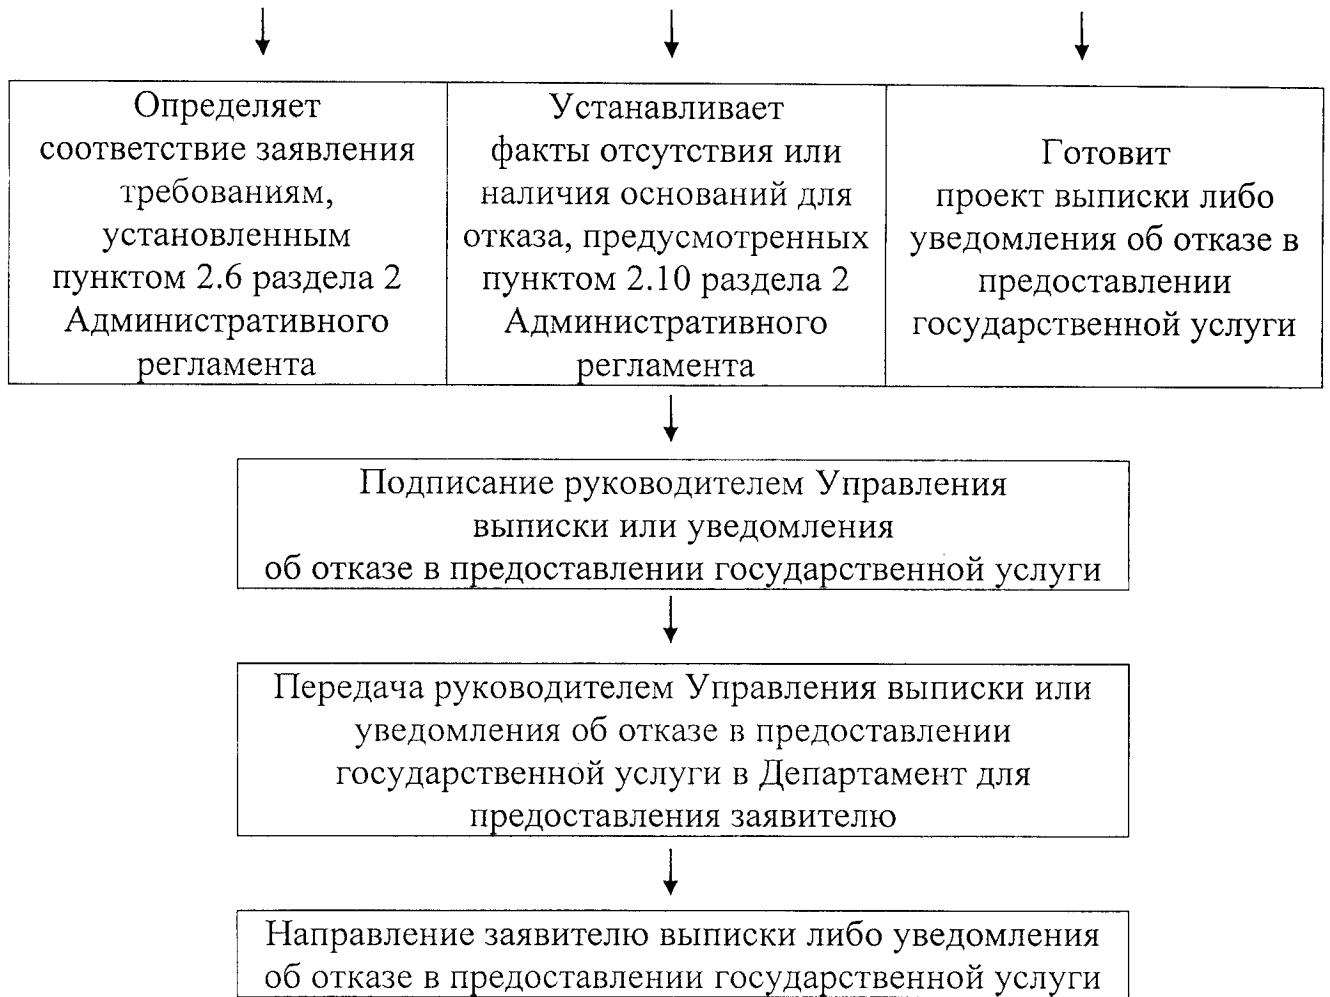 Определяет
соответствие заявления
требованиям,
установленным
пунктом 2.6 раздела 2
Административного
регламента
Устанавливает
факты отсутствия или
наличия оснований для
отказа, предусмотренных
пунктом 2.10 раздела 2
Административного
регламента
Готовит
проект выписки либо
уведомления об отказе в
предоставлении
государственной услуги
Подписание руководителем Управления
выписки или уведомления
об отказе в предоставлении государственной услуги
Передача руководителем Управления выписки или
уведомления об отказе в предоставлении
государственной услуги в Департамент для
предоставления заявителю
Направление заявителю выписки либо уведомления
об отказе в предоставлении государственной услуги